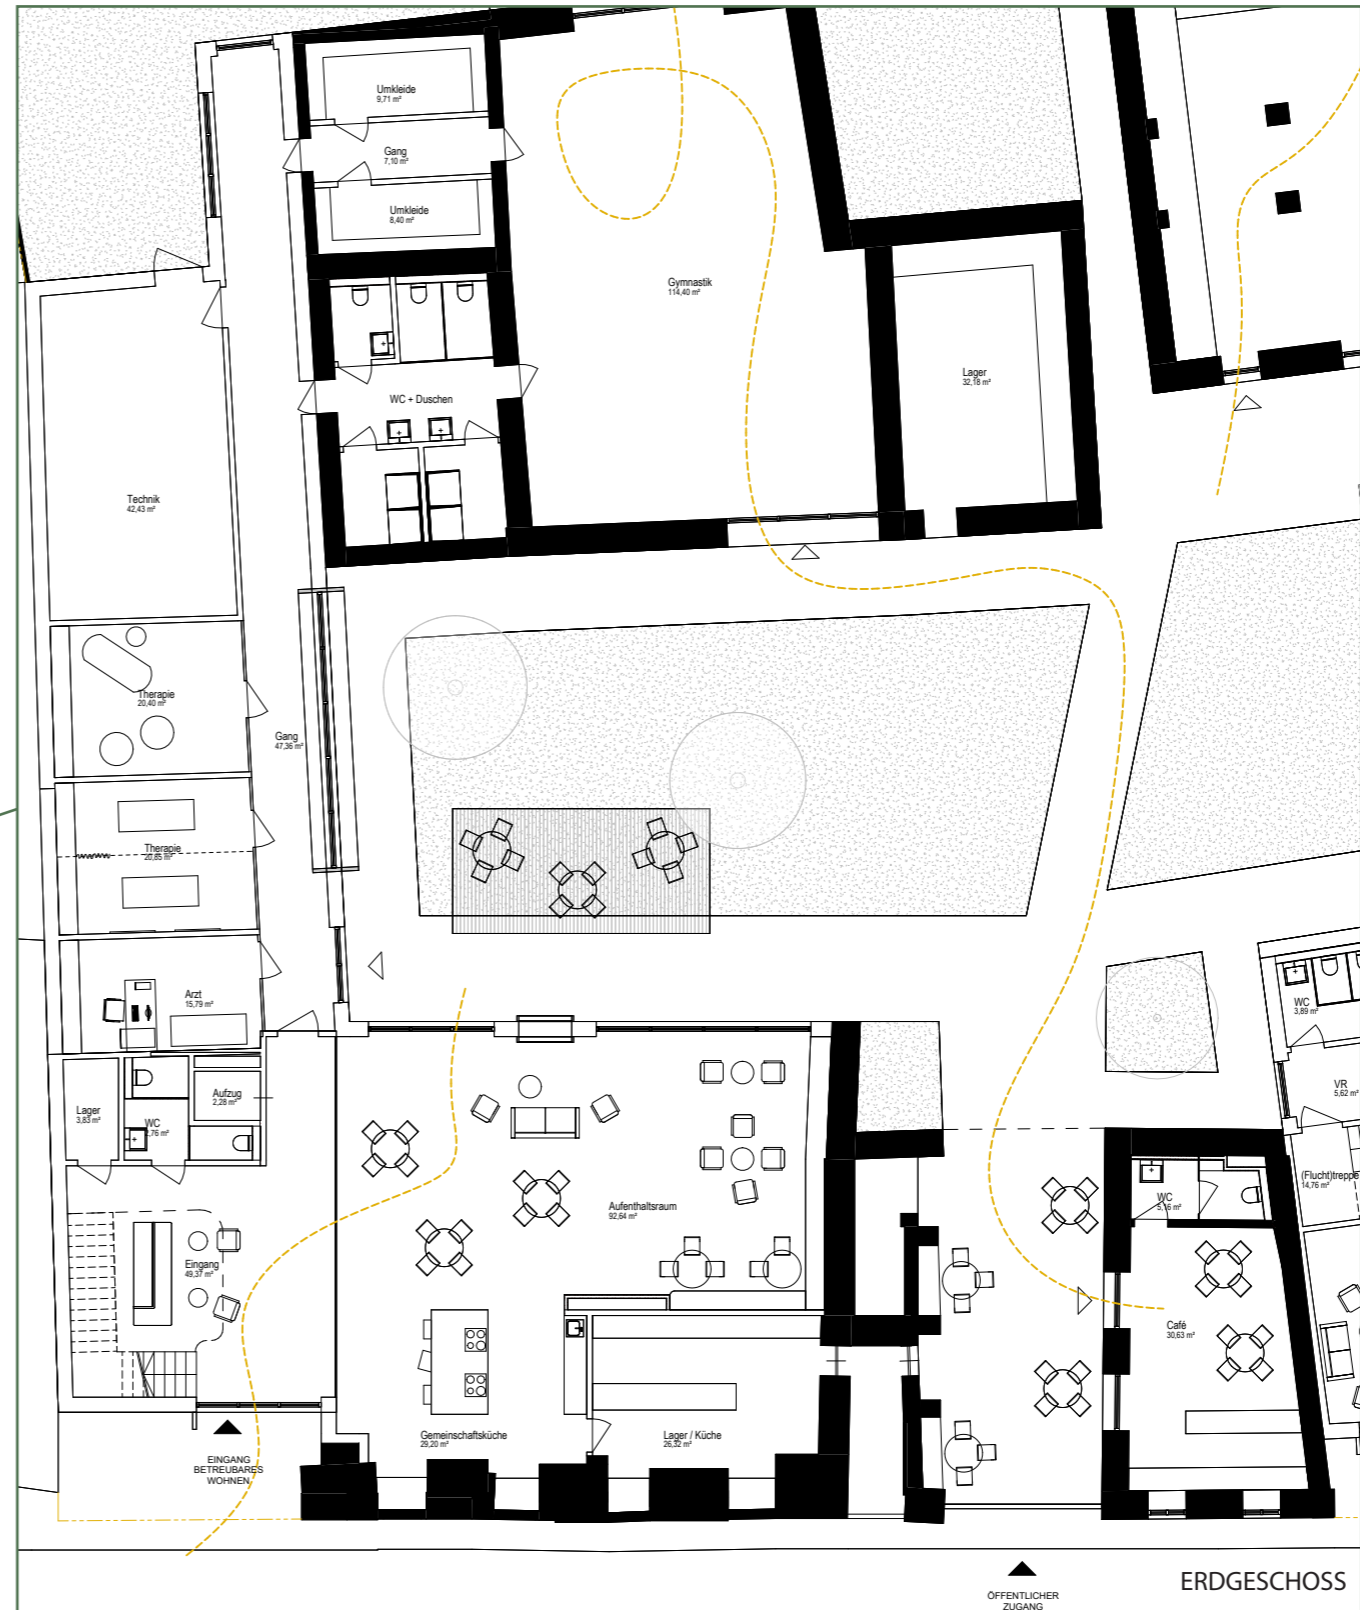 Umkleide
9,71 m²
Gang
7,10 m²
Umkleide
8,40 m²
Gymnastik
114,40 m²
Lager
32,18 m²
WC + Duschen
Technik
42,43 m²
Therapie
20,40 m²
Gang
47,36 m²
Therapie
20,85 m²
Arzt
15,79 m²
WC
3,89 m²
VR
5,62 m²
Aufzug
2,28 m²
Lager
3,83 m²
WC
(Flucht)treppe
14,76 m²
WC
5,16 m²
Aufenthaltsraum
92,64 m²
Eingang
49,37 m²
Café
30,63 m²
Gemeinschaftsküche
29,20 m²
Lager / Küche
26,32 m²
EINGANG
BETREUBARES
WOHNEN
ÖFFENTLICHER
ZUGANG
ERDGESCHOSS